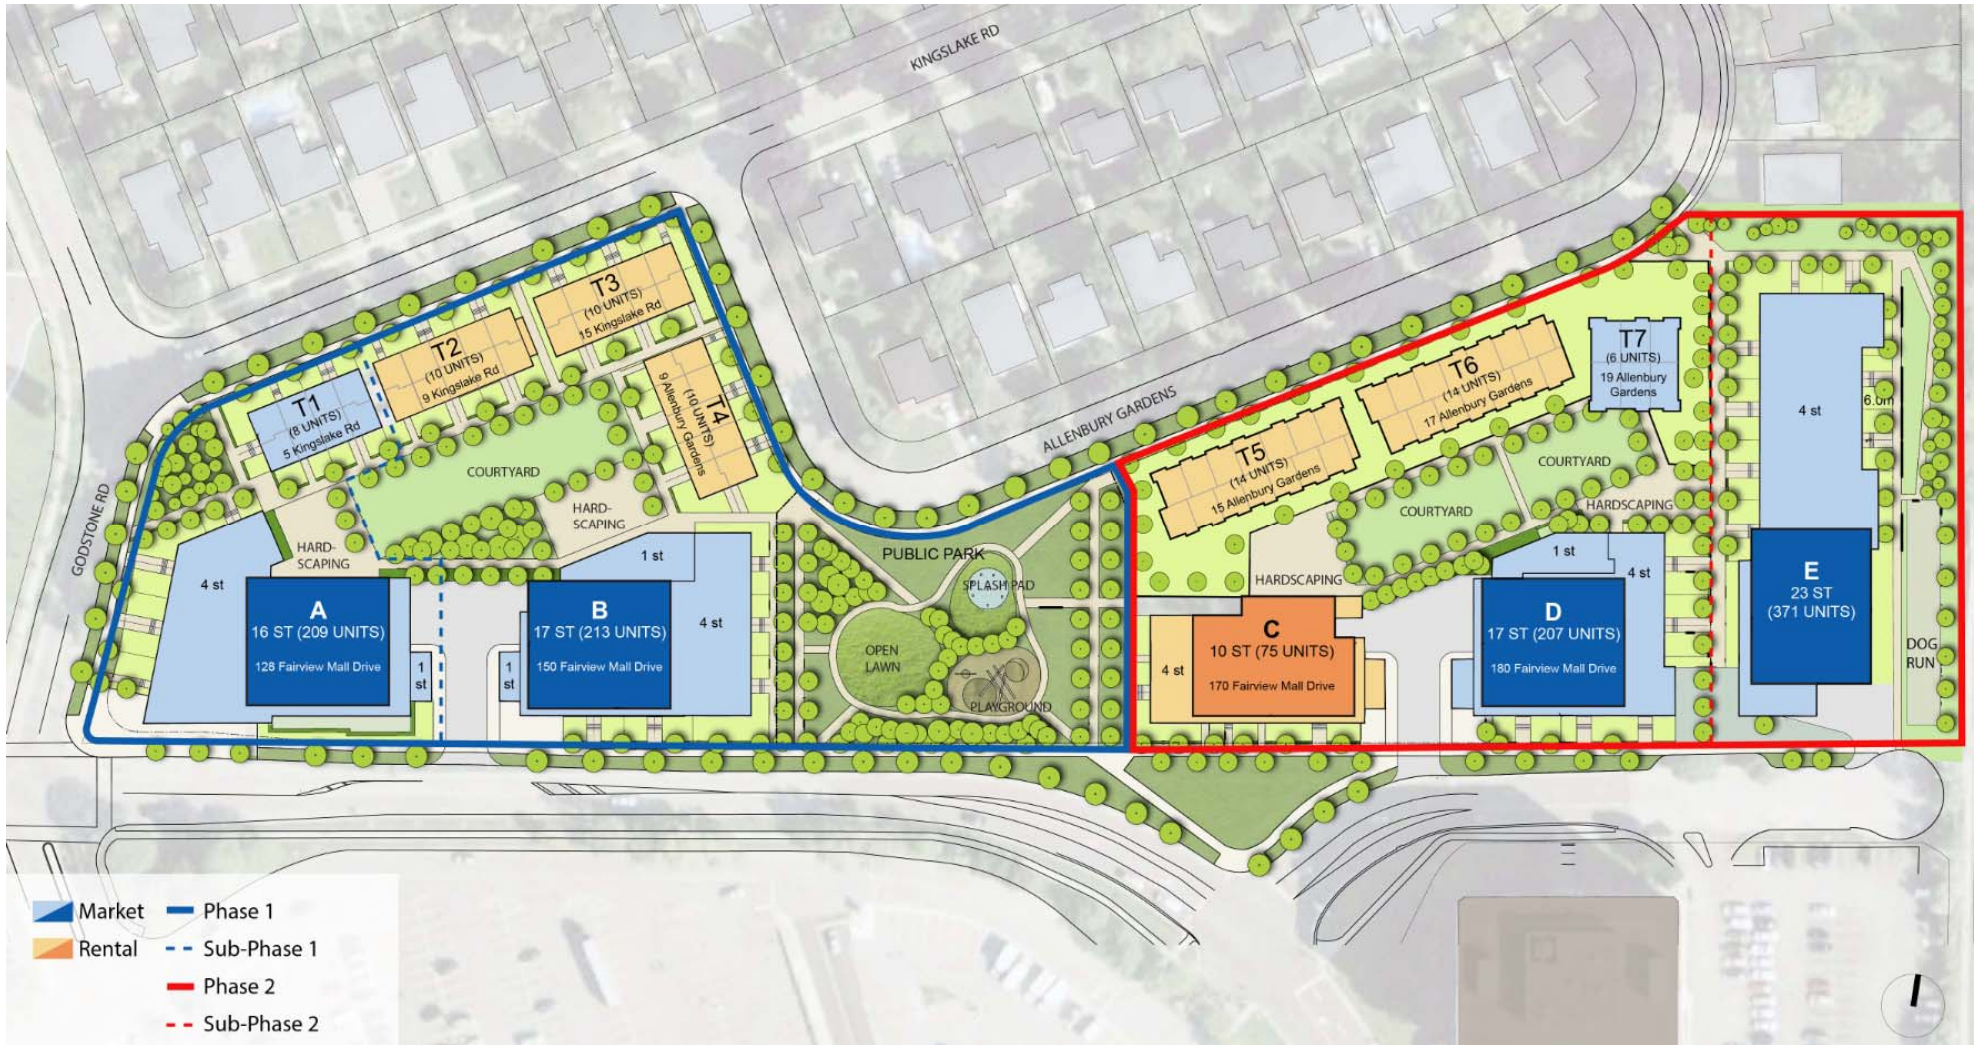 KINGSLAKE RD
T3
(10 UNITS)
15 Kingslake Rd
T2
(10 UNITS)
9 Kingslake Rd
T1
(8 UNITS)
5 Kingslake Rd
T4
(10 UNITS)
9 Allenbury Gardens
ALLENBURY GARDENS
T7
(6 UNITS)
19 Allenbury
Gardens
T6
(14 UNITS)
17 Allenbury Gardens
T5
(14 UNITS)
15 Allenbury Gardens
4 st
6.0m
GODSTONE RD
COURTYARD
HARD-
SCAPING
HARD-
SCAPING
COURTYARD
COURTYARD
HARDSCAPING
HARDSCAPING
PUBLIC PARK
SPLASH PAD
OPEN
LAWN
PLAYGROUND
4 st
A
16 ST (209 UNITS)
128 Fairview Mall Drive
1
st
1
st
1 st
B
17 ST (213 UNITS)
150 Fairview Mall Drive
4 st
4 st
C
10 ST (75 UNITS)
170 Fairview Mall Drive
1 st
4 st
D
17 ST (207 UNITS)
180 Fairview Mall Drive
E
23 ST
(371 UNITS)
DOG
RUN
Market
Rental
Phase 1
Sub-Phase 1
Phase 2
Sub-Phase 2